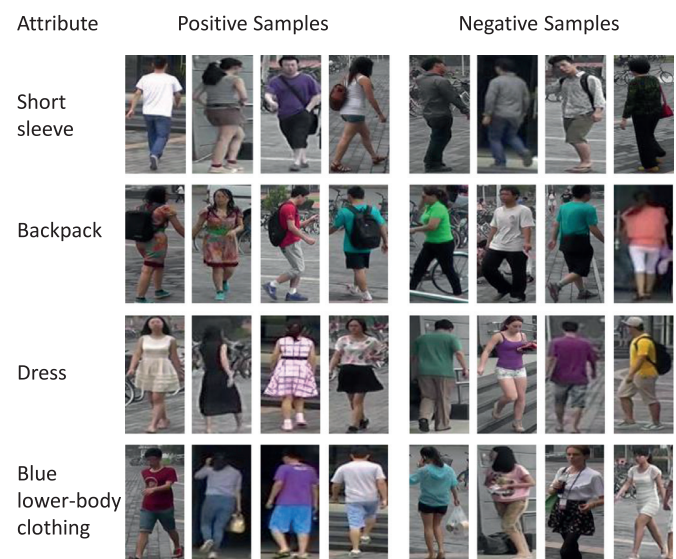 Attribute
Positive Samples
Negative Samples
Short
sleeve
Backpack
Dress
Blue
lower-body
clothing